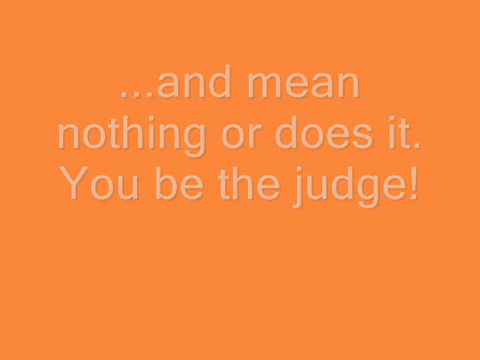 ...and mean
nothing or does it.
You be the judge!